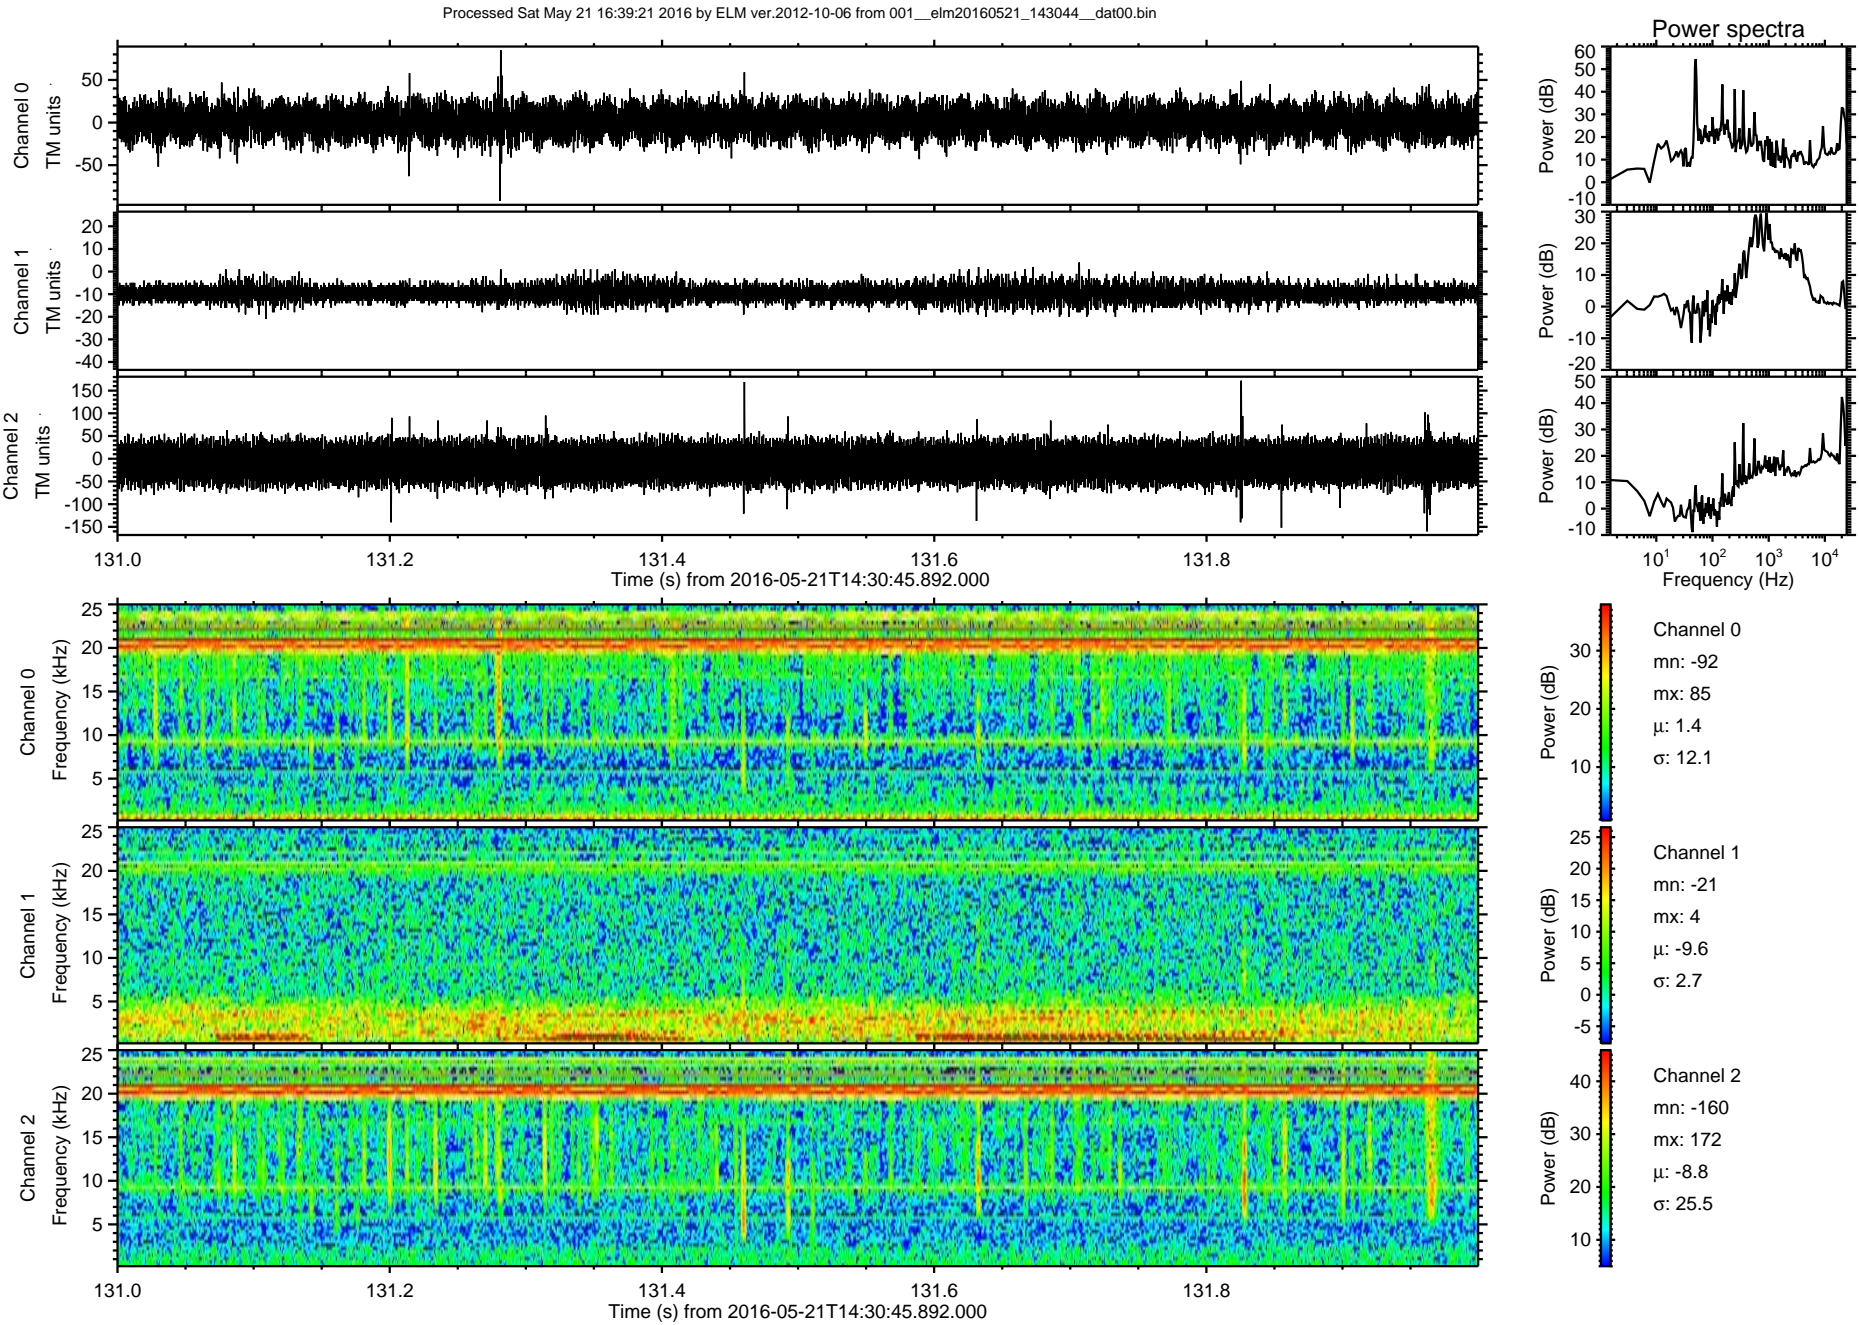 Processed Sat May 21 16:39:21 2016 by ELM ver.2012-10-06 from 001__elm20160521_143044__dat00.bin
Power spectra
Channel 0
TM units
50
0
-50
Power (dB)
60
50
40
30
20
10
0
-10
Channel 1
TM units
20
10
0
-10
-20
-30
-40
Power (dB)
30
20
10
0
-10
-20
Channel 2
TM units
150
100
50
0
-50
-100
-150
Power (dB)
50
40
30
20
10
0
-10
131.0 131.2 131.4 131.6 131.8
Time (s) from 2016-05-21T14:30:45.892.000
10^1 10^2 10^3 10^4
Frequency (Hz)
Channel 0
Frequency (kHz)
25
20
15
10
5
Power (dB)
30
20
10
Channel 0
mn: -92
mx: 85
μ: 1.4
σ: 12.1
Channel 1
Frequency (kHz)
25
20
15
10
5
Power (dB)
25
20
15
10
5
0
-5
Channel 1
mn: -21
mx: 4
μ: -9.6
σ: 2.7
Channel 2
Frequency (kHz)
25
20
15
10
5
Power (dB)
40
30
20
10
Channel 2
mn: -160
mx: 172
μ: -8.8
σ: 25.5
131.0 131.2 131.4 131.6 131.8
Time (s) from 2016-05-21T14:30:45.892.000